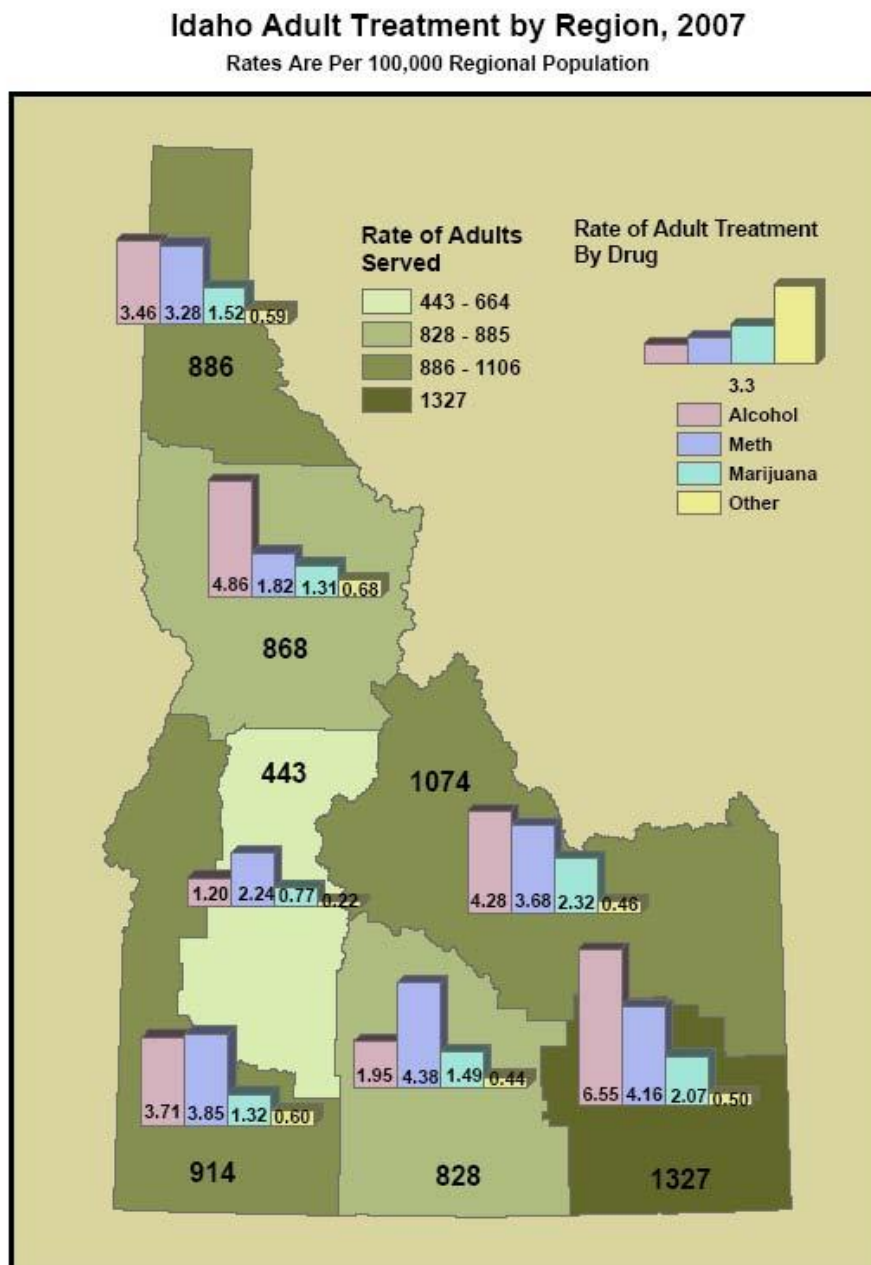 Idaho Adult Treatment by Region, 2007
Rates Are Per 100,000 Regional Population
Rate of Adults
Served
443 - 664
828 - 885
886 - 1106
1327
Rate of Adult Treatment
By Drug
3.3
Alcohol
Meth
Marijuana
Other
3.46 3.28 1.52 0.59
886
4.86 1.82 1.31 0.68
868
443
1.20 2.24 0.77 0.22
1074
4.28 3.68 2.32 0.46
3.71 3.85 1.32 0.60
914
1.95 4.38 1.49 0.44
828
6.55 4.16 2.07 0.50
1327